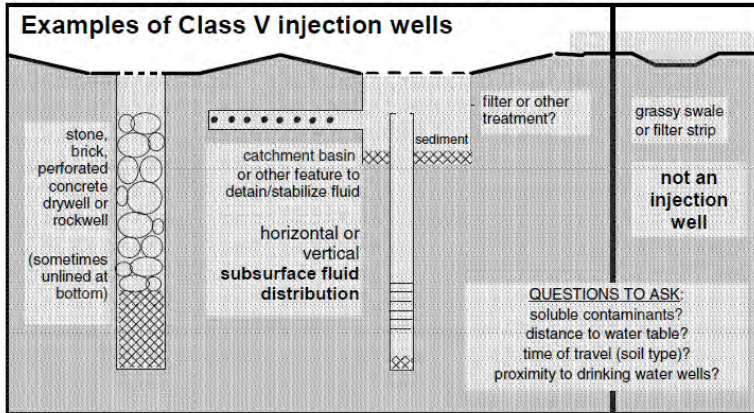 Examples of Class V injection wells
stone,
brick,
perforated
concrete
drywell or
rockwell
(sometimes
unlined at
bottom)
catchment basin
or other feature to
detain/stabilize fluid
horizontal or
vertical
subsurface fluid
distribution
sediment
filter or other
treatment?
grassy swale
or filter strip
not an
injection
well
QUESTIONS TO ASK:
soluble contaminants?
distance to water table?
time of travel (soil type)?
proximity to drinking water wells?